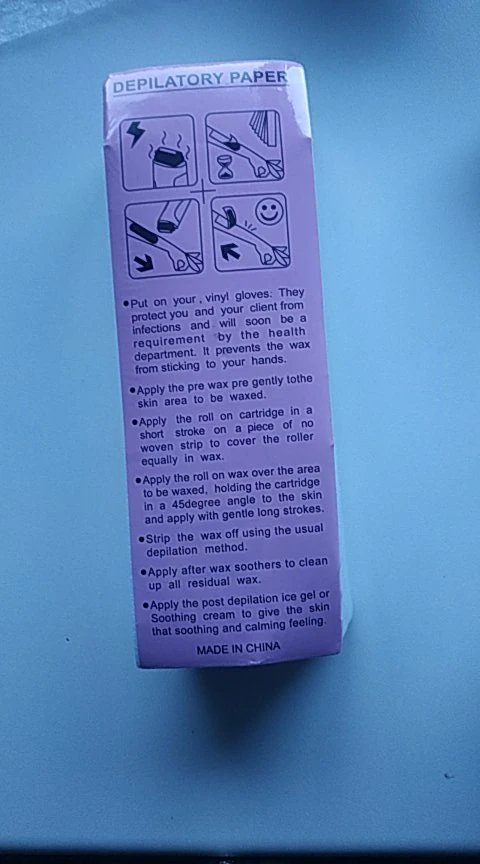 DEPILATORY PAPER
•Put on your , vinyl gloves. They
protect you and your client from
infections and will soon be a
requirement by the health
department. It prevents the wax
from sticking to your hands.
•Apply the pre wax pre gently tothe
skin area to be waxed.
•Apply the roll on cartridge in a
short stroke on a piece of no
woven strip to cover the roller
equally in wax.
•Apply the roll on wax over the area
to be waxed, holding the cartridge
in a 45degree angle to the skin
and apply with gentle long strokes.
•Strip the wax off using the usual
depilation method.
•Apply after wax soothers to clean
up all residual wax.
•Apply the post depilation ice gel or
Soothing cream to give the skin
that soothing and calming feeling.
MADE IN CHINA